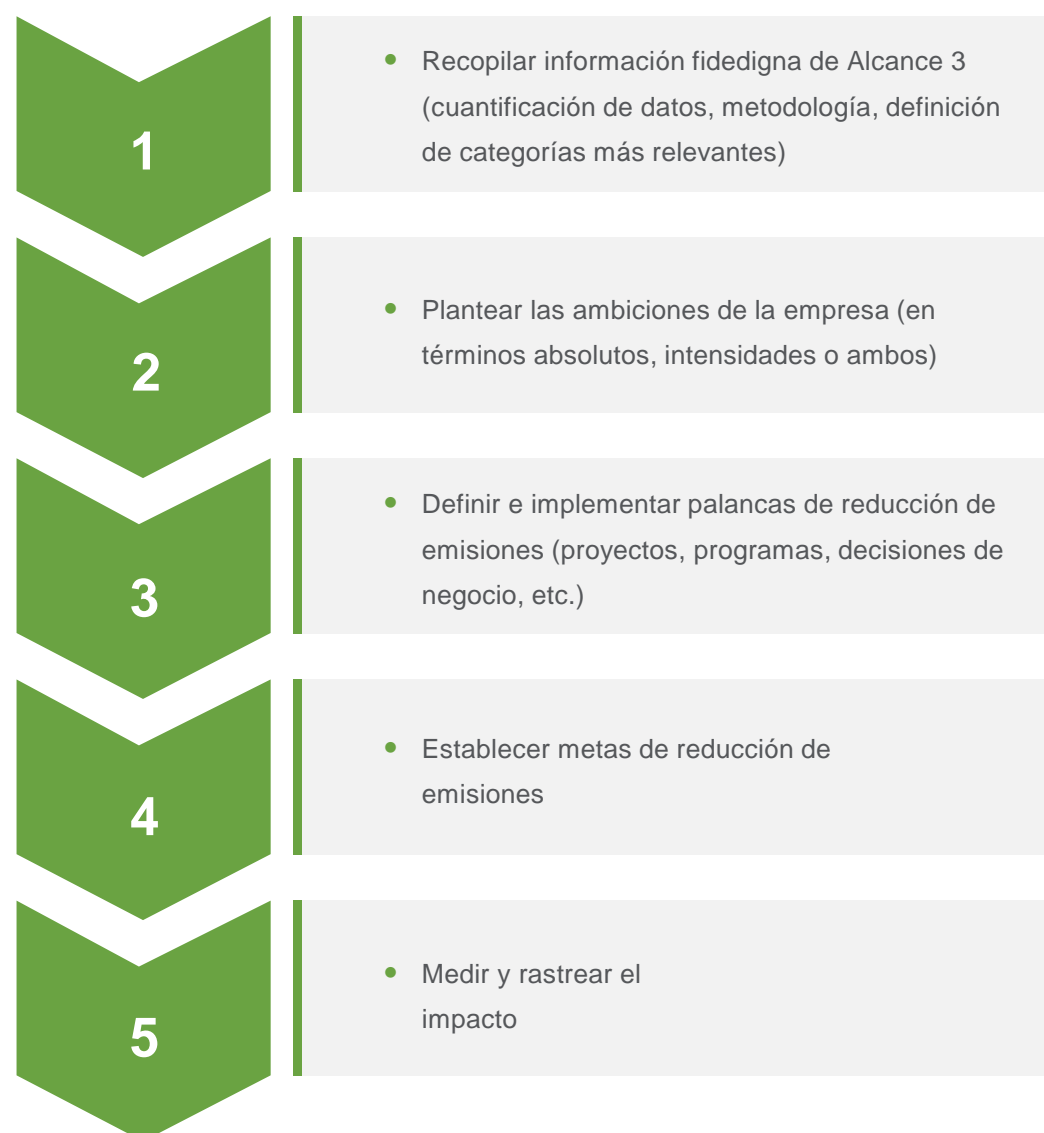 1
• Recopilar información fidedigna de Alcance 3
(cuantificación de datos, metodología, definición
de categorías más relevantes)
2
• Plantear las ambiciones de la empresa (en
términos absolutos, intensidades o ambos)
3
• Definir e implementar palancas de reducción de
emisiones (proyectos, programas, decisiones de
negocio, etc.)
4
• Establecer metas de reducción de
emisiones
5
• Medir y rastrear el
impacto